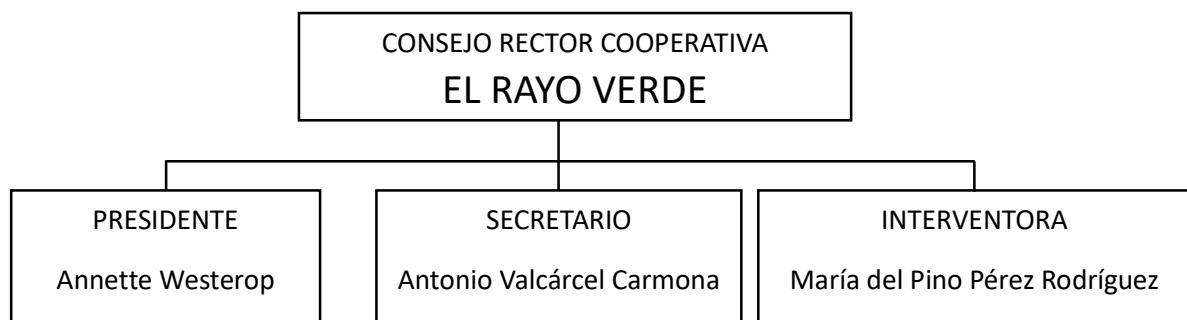 CONSEJO RECTOR COOPERATIVA
EL RAYO VERDE
PRESIDENTE
Annette Westerop
SECRETARIO
Antonio Valcárcel Carmona
INTERVENTORA
María del Pino Pérez Rodríguez